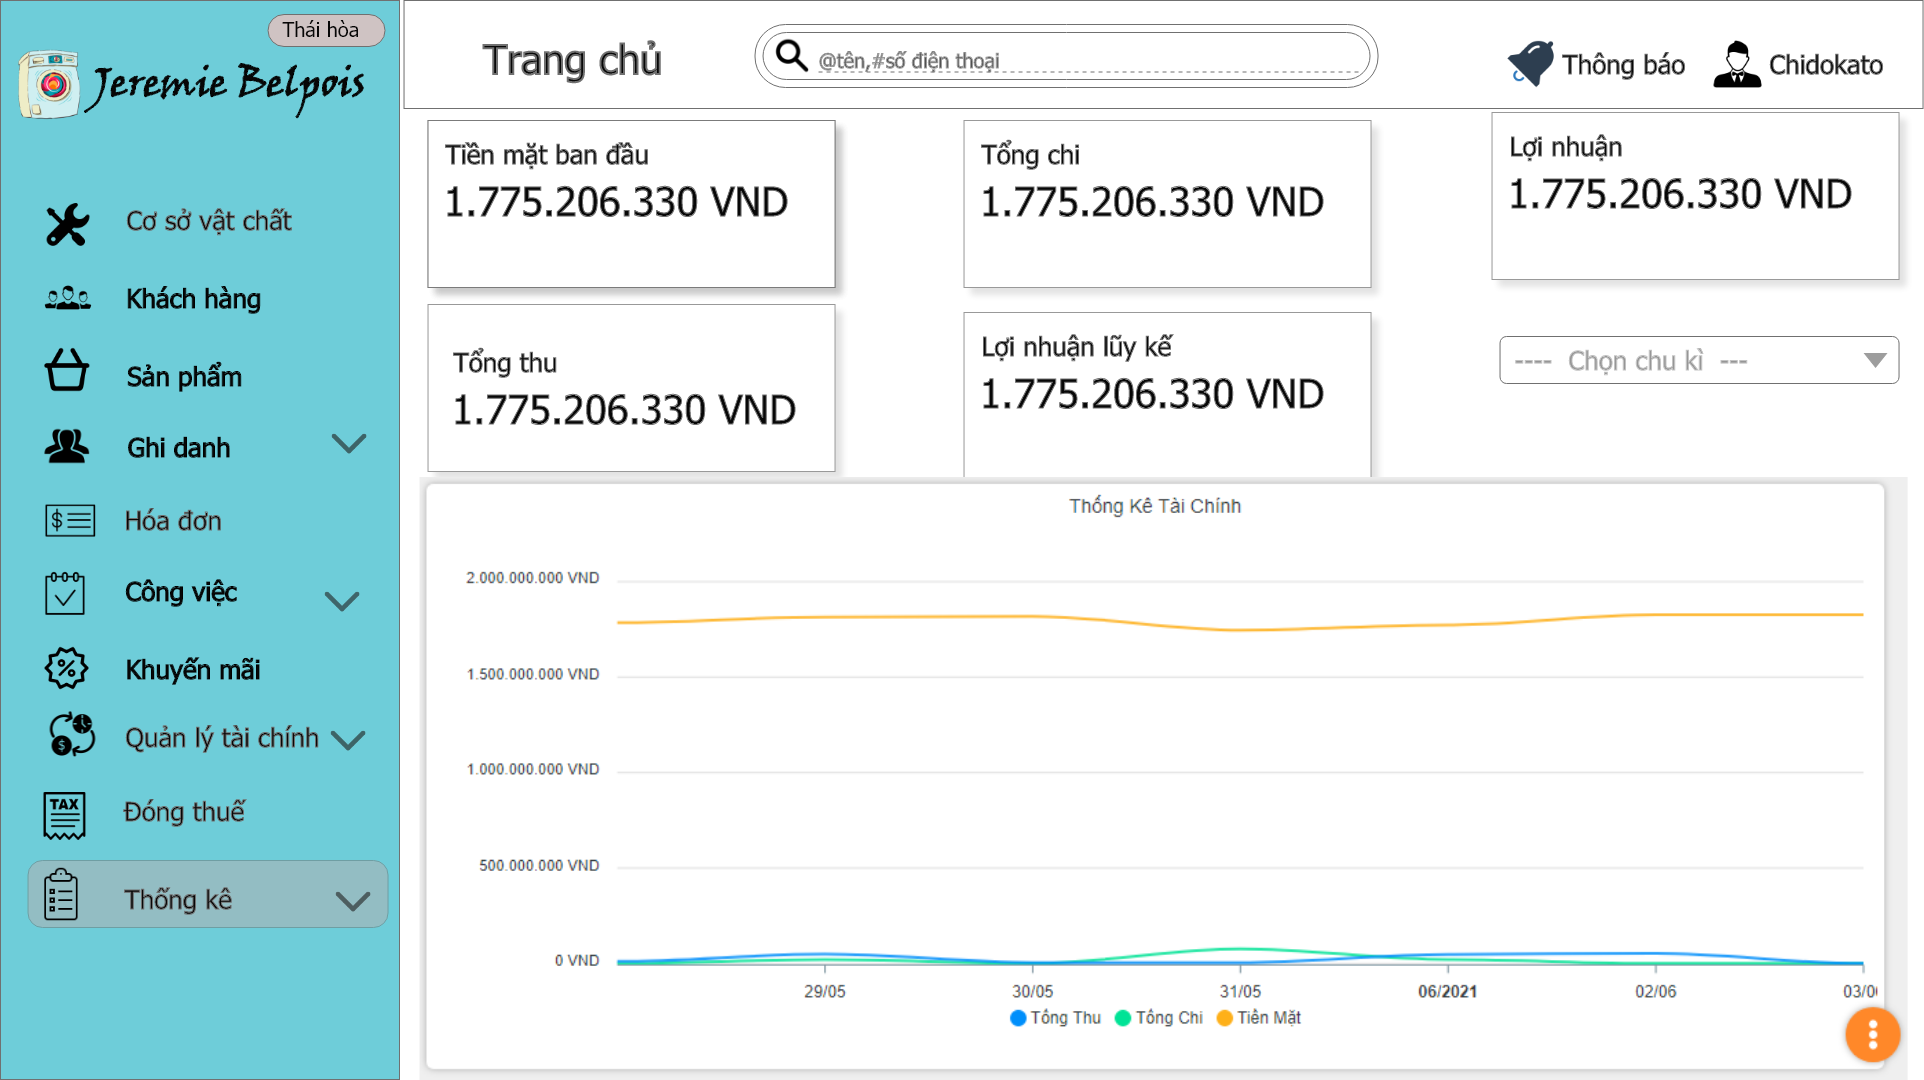 Thái hòa
Jeremie Belpois
Cơ sở vật chất
Khách hàng
Sản phẩm
Ghi danh
$
Hóa đơn
Công việc
%
Khuyến mãi
$
Quản lý tài chính
TAX
Đóng thuế
Thống kê
Trang chủ
@tên,#số điện thoại
Thông báo
Chidokato
Tiền mặt ban đầu
1.775.206.330 VND
Tổng chi
1.775.206.330 VND
Lợi nhuận
1.775.206.330 VND
Tổng thu
1.775.206.330 VND
Lợi nhuận lũy kế
1.775.206.330 VND
---- Chọn chu kì ---
Thống Kê Tài Chính
2.000.000.000 VND
1.500.000.000 VND
1.000.000.000 VND
500.000.000 VND
0 VND
29/05 30/05 31/05 06/2021 02/06 03/0
Tổng Thu Tổng Chi Tiền Mặt